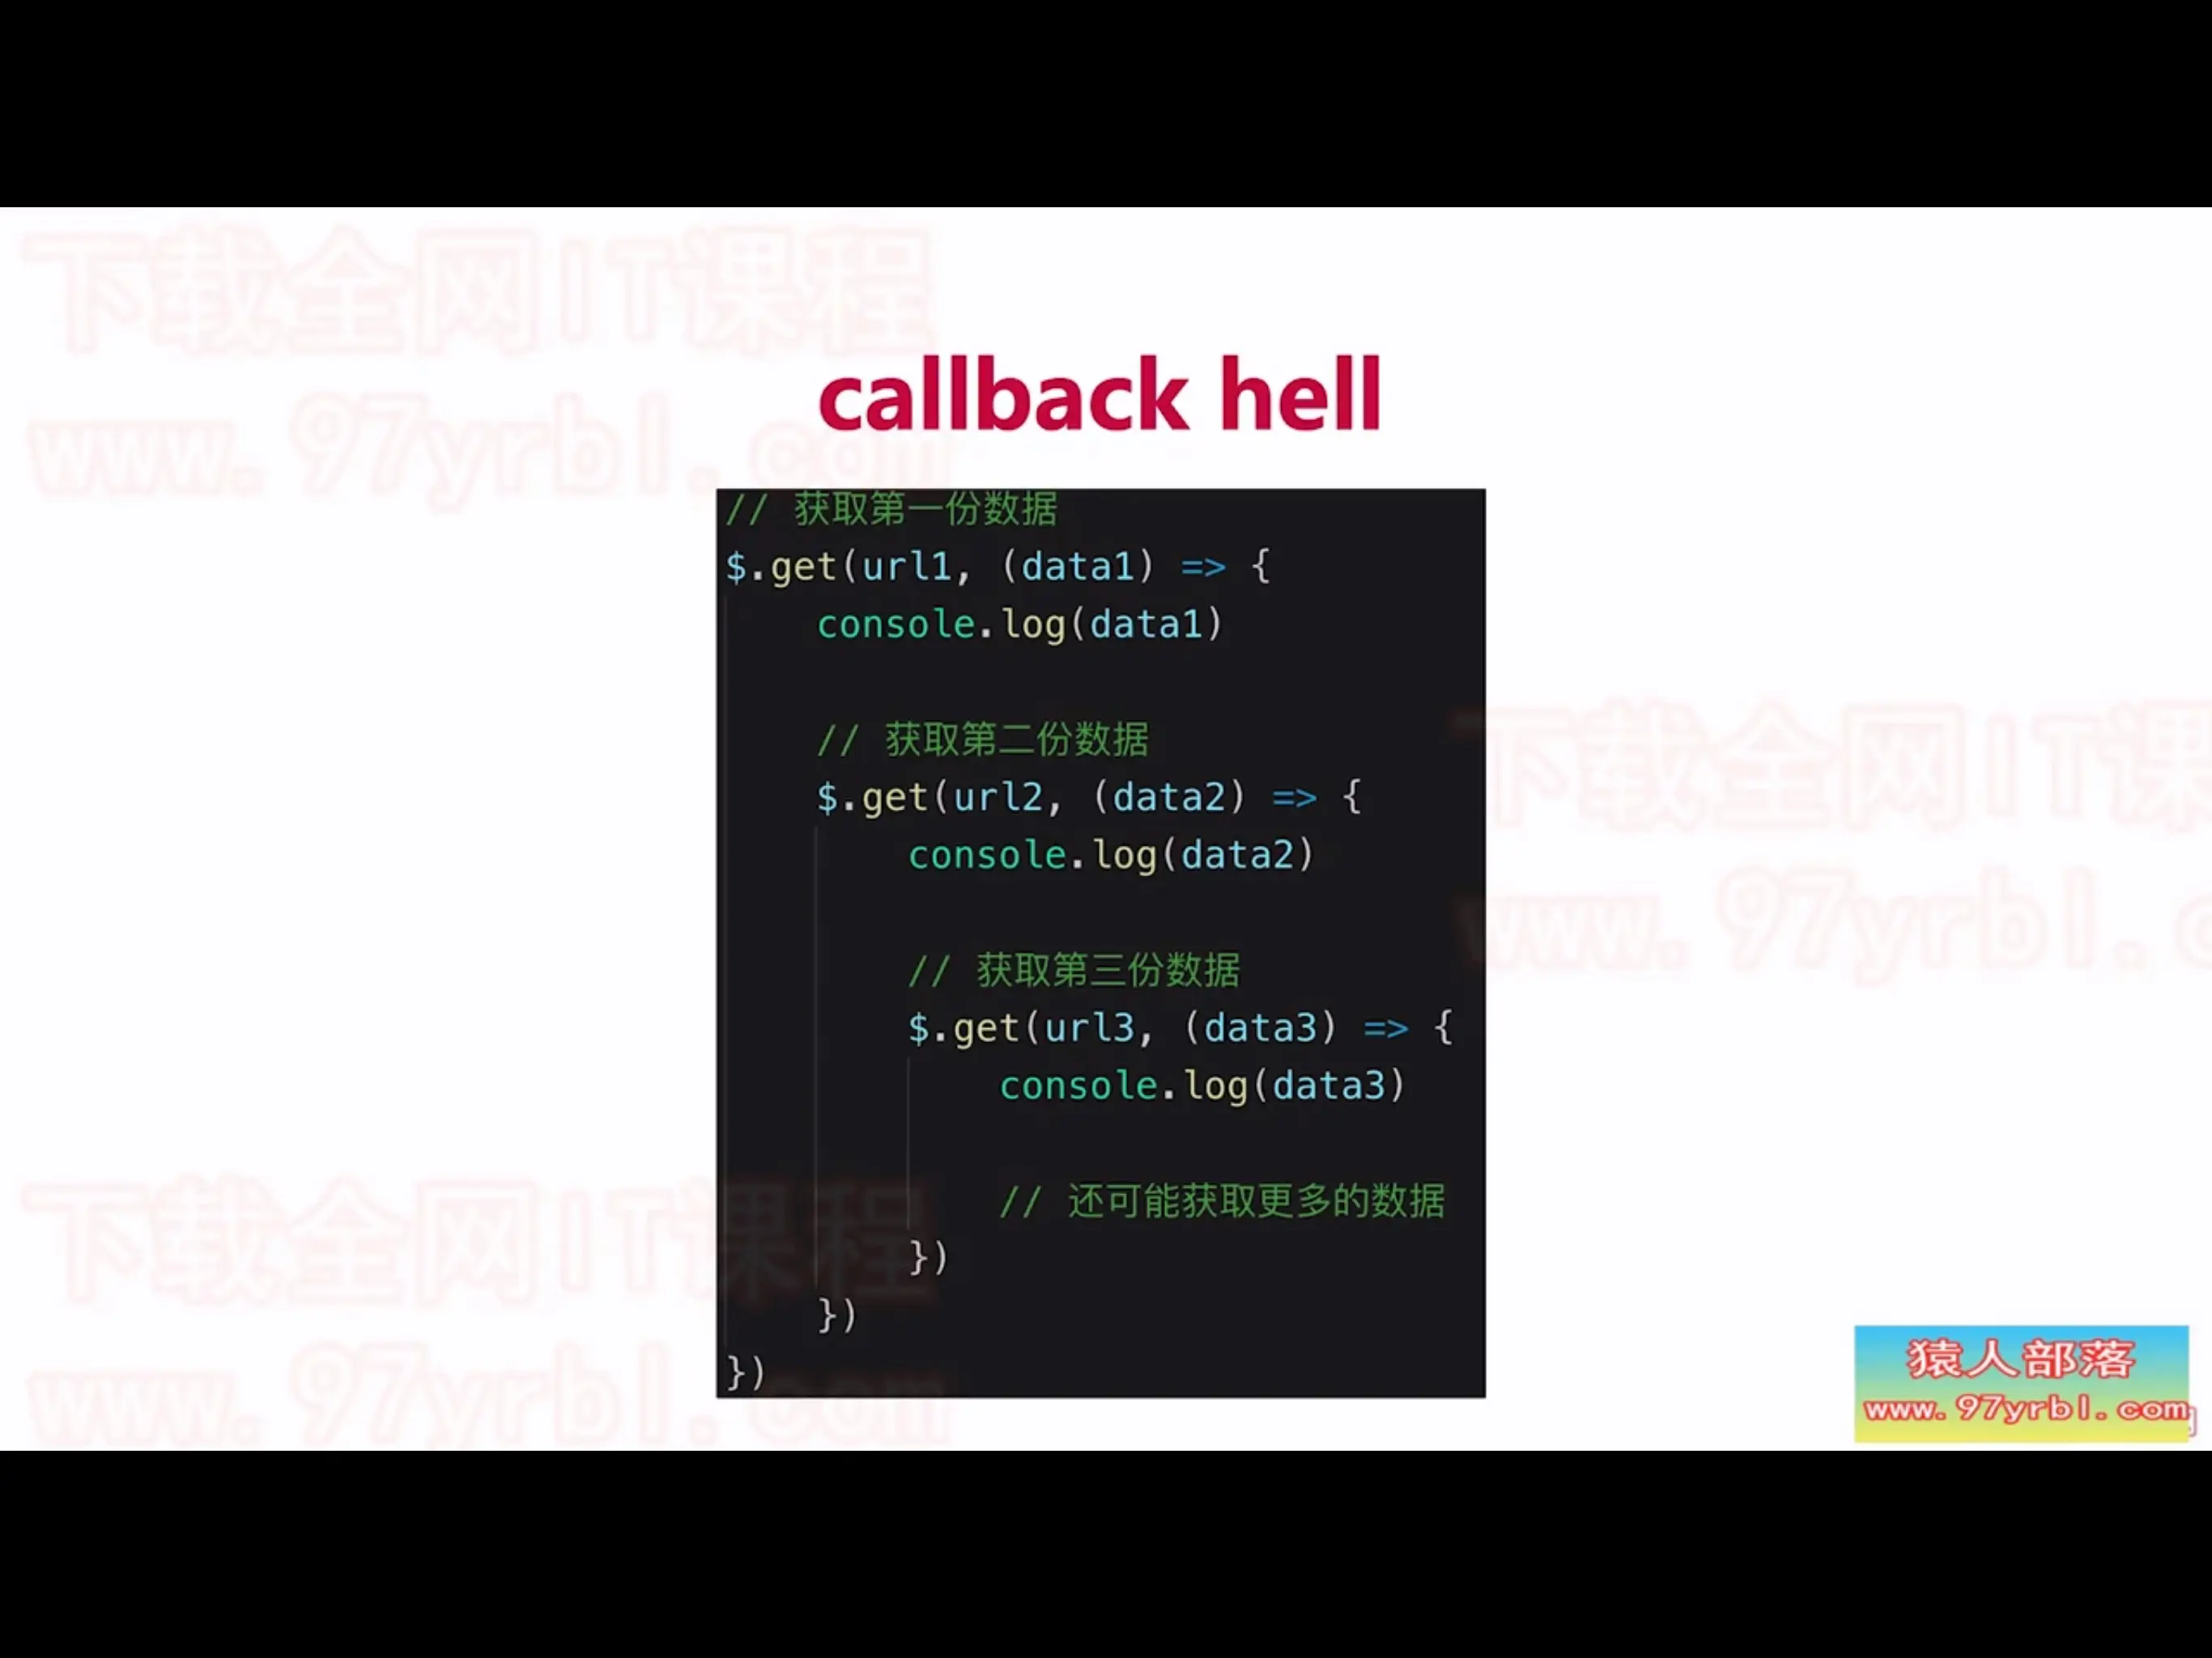 下载全网IT课程
www.97yrbl.com
callback hell
// 获取第一份数据
$.get(url1, (data1) => {
console.log(data1)
// 获取第二份数据
$.get(url2, (data2) => {
console.log(data2)
// 获取第三份数据
$.get(url3, (data3) => {
console.log(data3)
// 还可能获取更多的数据
})
})
})
下载全网IT课
www.97yrbl.c
下载全网IT课程
www.97yrbl.com
猿人部落
www.97yrbl.com